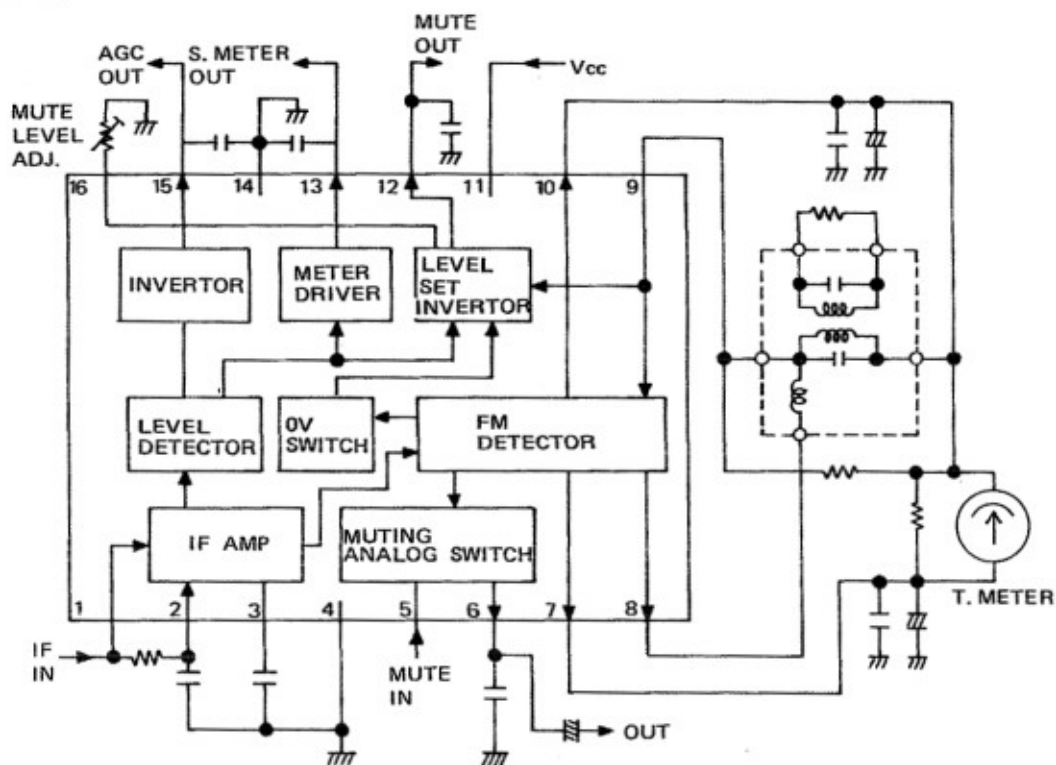 AGC
OUT
S. METER
OUT
MUTE
OUT
Vcc
MUTE
LEVEL
ADJ.
16
15
14
13
12
11
10
9
INVERTOR
METER
DRIVER
LEVEL
SET
INVERTOR
LEVEL
DETECTOR
0V
SWITCH
FM
DETECTOR
IF AMP
MUTING
ANALOG SWITCH
T. METER
1
2
3
4
5
6
7
8
IF
IN
MUTE
IN
OUT